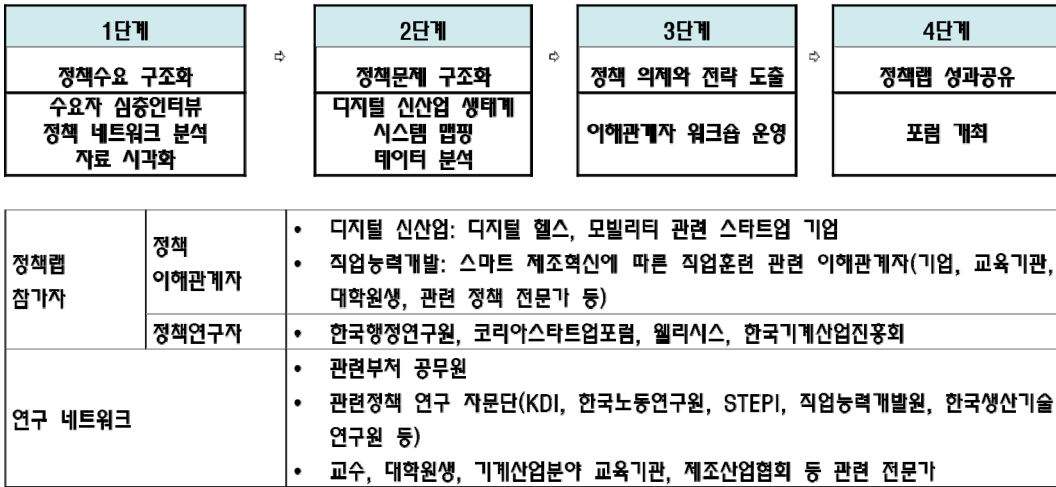 1단계
⇨
2단계
⇨
3단계
⇨
4단계
정책수요 구조화
정책문제 구조화
정책 의제와 전략 도출
정책랩 성과공유
수요자 심층인터뷰
정책 네트워크 분석
자료 시각화
디지털 신산업 생태계
시스템 맵핑
데이터 분석
이해관계자 워크숍 운영
포럼 개최
정책랩
참가자
정책
이해관계자
• 디지털 신산업: 디지털 헬스, 모빌리티 관련 스타트업 기업
• 직업능력개발: 스마트 제조혁신에 따른 직업훈련 관련 이해관계자(기업, 교육기관,
대학원생, 관련 정책 전문가 등)
정책연구자
• 한국행정연구원, 코리아스타트업포럼, 웰리시스, 한국기계산업진흥회
연구 네트워크
• 관련부처 공무원
• 관련정책 연구 자문단(KDI, 한국노동연구원, STEPI, 직업능력개발원, 한국생산기술
연구원 등)
• 교수, 대학원생, 기계산업분야 교육기관, 제조산업협회 등 관련 전문가